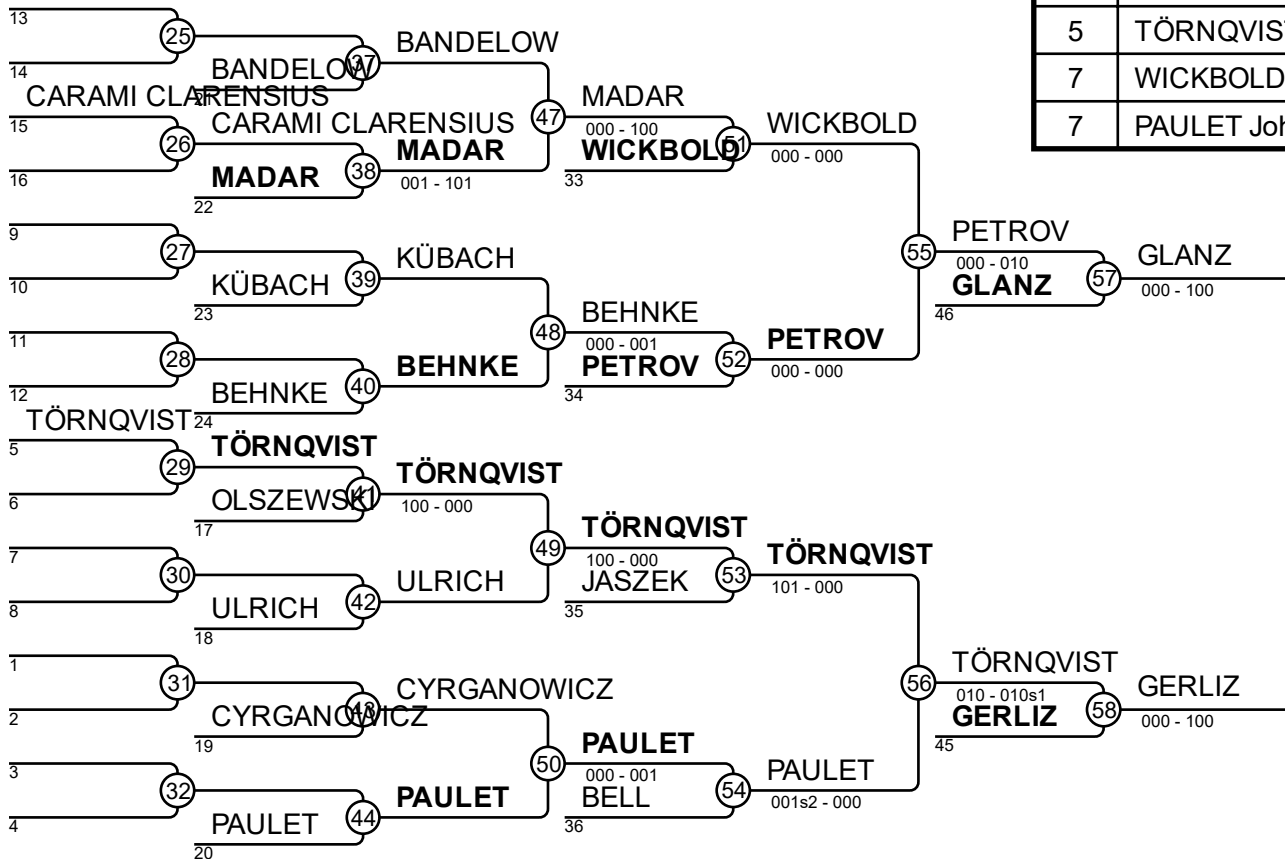 13
25
14
BANDELOW
37
21
BANDELOW
CARAMI CLARENSIUS
15
26
16
CARAMI CLARENSIUS
MADAR
38
22
MADAR
001 - 101
47
MADAR
000 - 100
WICKBOLD
51
33
WICKBOLD
000 - 000
9
27
10
KÜBACH
39
23
KÜBACH
11
28
12
BEHNKE
40
24
BEHNKE
48
BEHNKE
000 - 001
PETROV
52
34
PETROV
000 - 000
55
PETROV
000 - 010
GLANZ
57
46
GLANZ
000 - 100
TÖRNQVIST
5
29
6
TÖRNQVIST
OLSZEWSKI
41
17
TÖRNQVIST
100 - 000
7
30
8
ULRICH
42
18
ULRICH
49
TÖRNQVIST
100 - 000
JASZEK
53
35
TÖRNQVIST
101 - 000
1
31
2
CYRGANOWICZ
43
19
CYRGANOWICZ
3
32
4
PAULET
44
20
PAULET
50
PAULET
000 - 001
BELL
54
36
PAULET
001s2 - 000
56
TÖRNQVIST
010 - 010s1
GERLIZ
58
45
GERLIZ
000 - 100
5 TÖRNQVIST
7 WICKBOLD
7 PAULET Joh